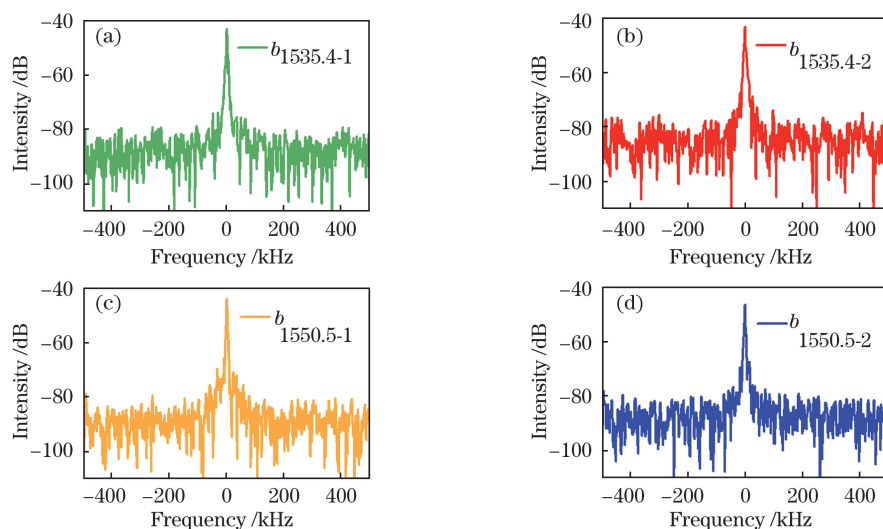 (a)
b1535.4-1
Intensity /dB
−40
−60
−80
−100
−400
−200
0
200
400
Frequency /kHz
(b)
b1535.4-2
Intensity /dB
−40
−60
−80
−100
−400
−200
0
200
400
Frequency /kHz
(c)
b1550.5-1
Intensity /dB
−40
−60
−80
−100
−400
−200
0
200
400
Frequency /kHz
(d)
b1550.5-2
Intensity /dB
−40
−60
−80
−100
−400
−200
0
200
400
Frequency /kHz